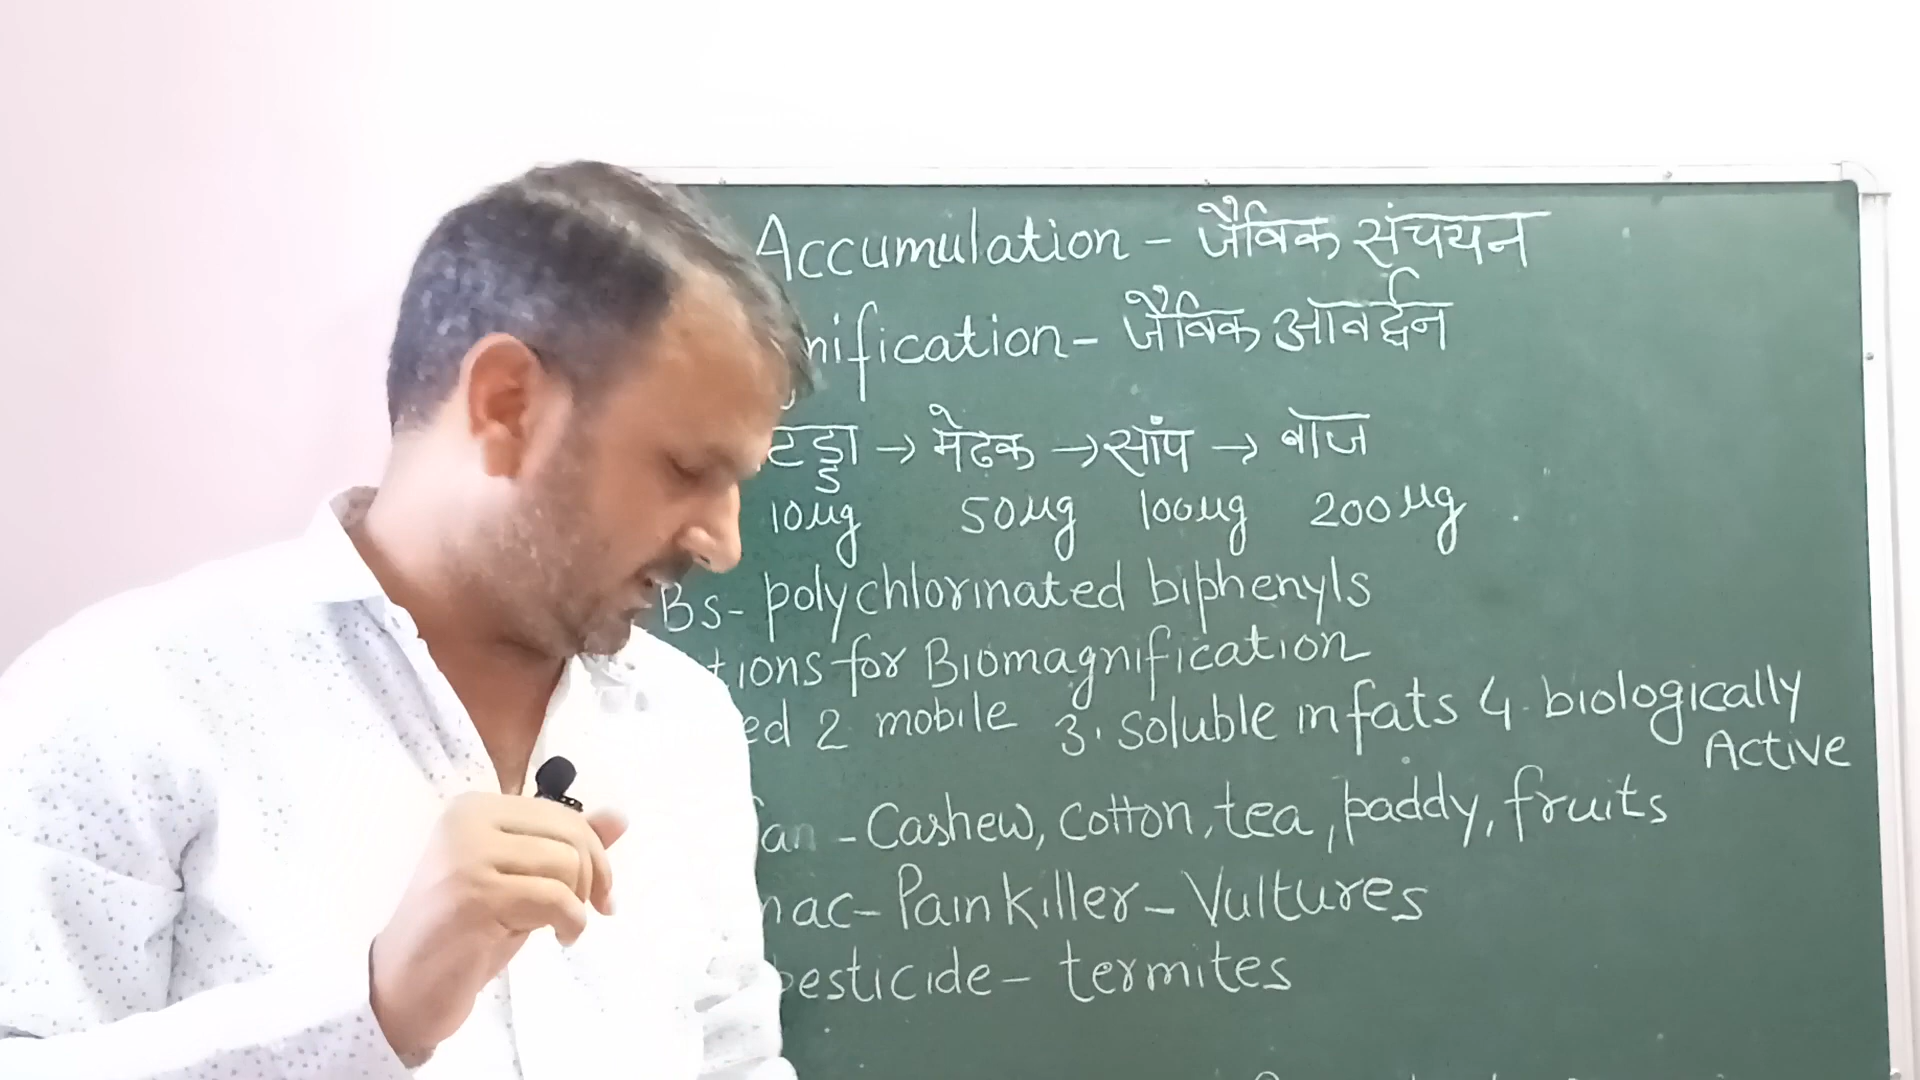 Accumulation - जैविक संचयन
nification - जैविक आवर्द्धन
टड्डा → मेढक → सांप → बाज
10µg 50µg 100µg 200µg
Bs - polychlorinated biphenyls
tions for Biomagnification
ed 2 mobile 3. soluble in fats 4. biologically Active
an - Cashew, cotton, tea, paddy, fruits
nac - Pain killer - Vultures
pesticide - termites